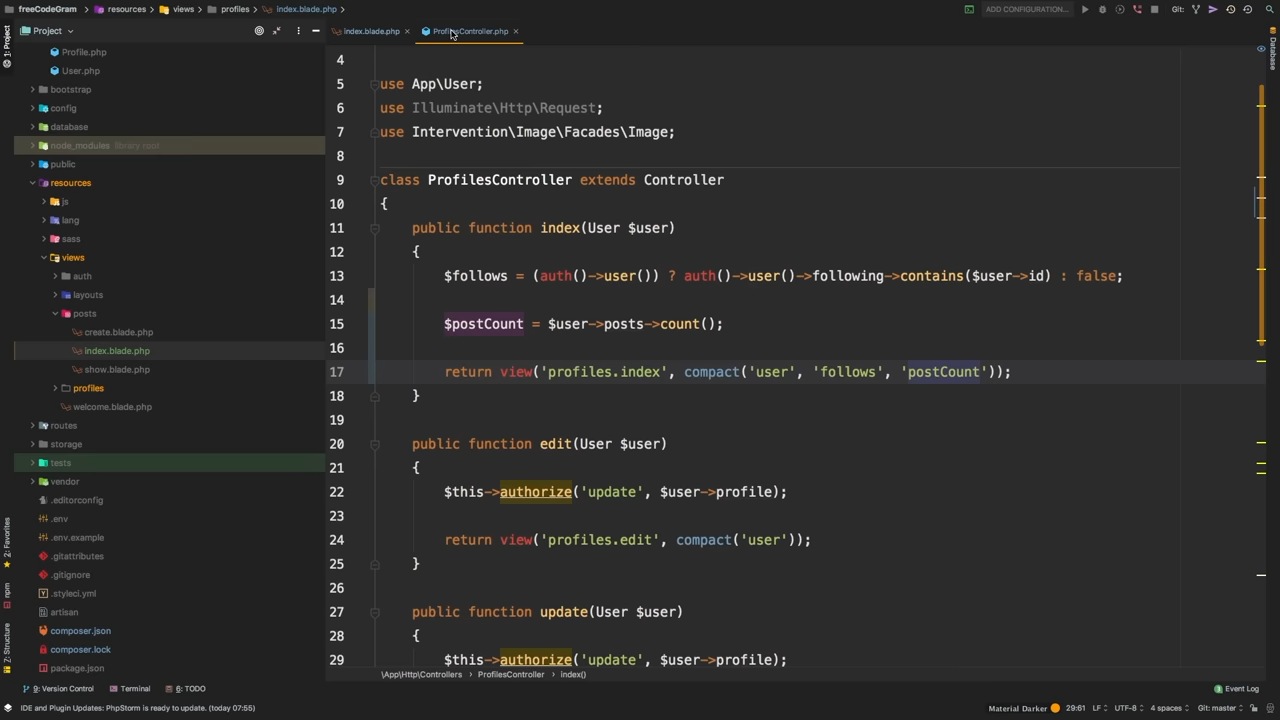 freeCodeGram
resources
views
profiles
index.blade.php
ADD CONFIGURATION...
Git:
Project
index.blade.php
ProfilesController.php
1: Project
Database
Profile.php
User.php
bootstrap
config
database
node_modules library root
public
resources
js
lang
sass
views
auth
layouts
posts
create.blade.php
index.blade.php
show.blade.php
profiles
welcome.blade.php
routes
storage
tests
vendor
.editorconfig
.env
.env.example
.gitattributes
.gitignore
.styleci.yml
artisan
composer.json
composer.lock
package.json
2: Favorites
npm
7: Structure
4
5 use App\User;
6 use Illuminate\Http\Request;
7 use Intervention\Image\Facades\Image;
8
9 class ProfilesController extends Controller
10 {
11 public function index(User $user)
12 {
13 $follows = (auth()->user()) ? auth()->user()->following->contains($user->id) : false;
14
15 $postCount = $user->posts->count();
16
17 return view('profiles.index', compact('user', 'follows', 'postCount'));
18 }
19
20 public function edit(User $user)
21 {
22 $this->authorize('update', $user->profile);
23
24 return view('profiles.edit', compact('user'));
25 }
26
27 public function update(User $user)
28 {
29 $this->authorize('update', $user->profile);
\App\Http\Controllers
ProfilesController
index()
9: Version Control
Terminal
6: TODO
Event Log
IDE and Plugin Updates: PhpStorm is ready to update. (today 07:55)
Material Darker
29:61
LF
UTF-8
4 spaces
Git: master